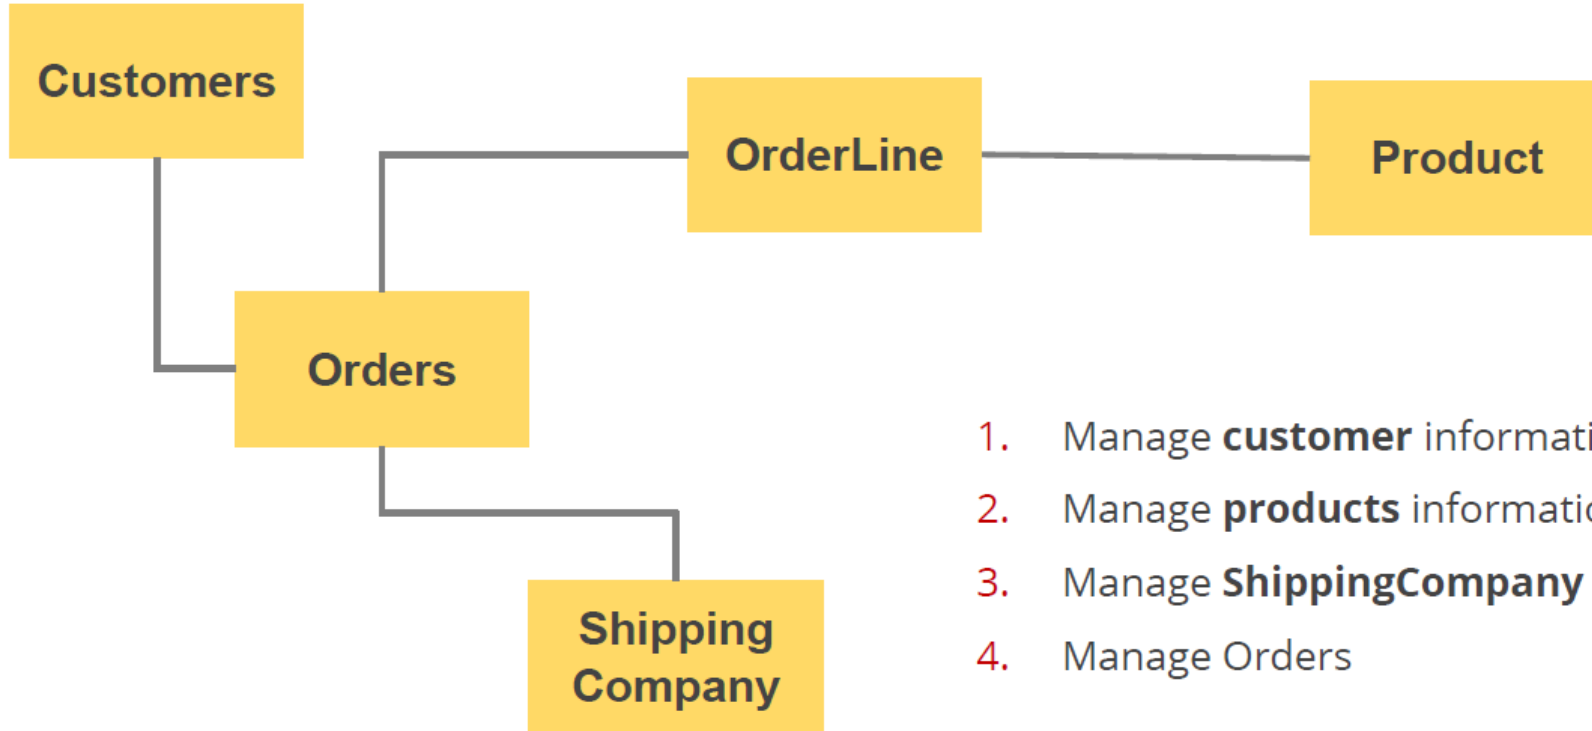 Customers
OrderLine
Product
Orders
Shipping
Company
1. Manage customer
2. Manage products
3. Manage ShippingCompany
4. Manage Orders